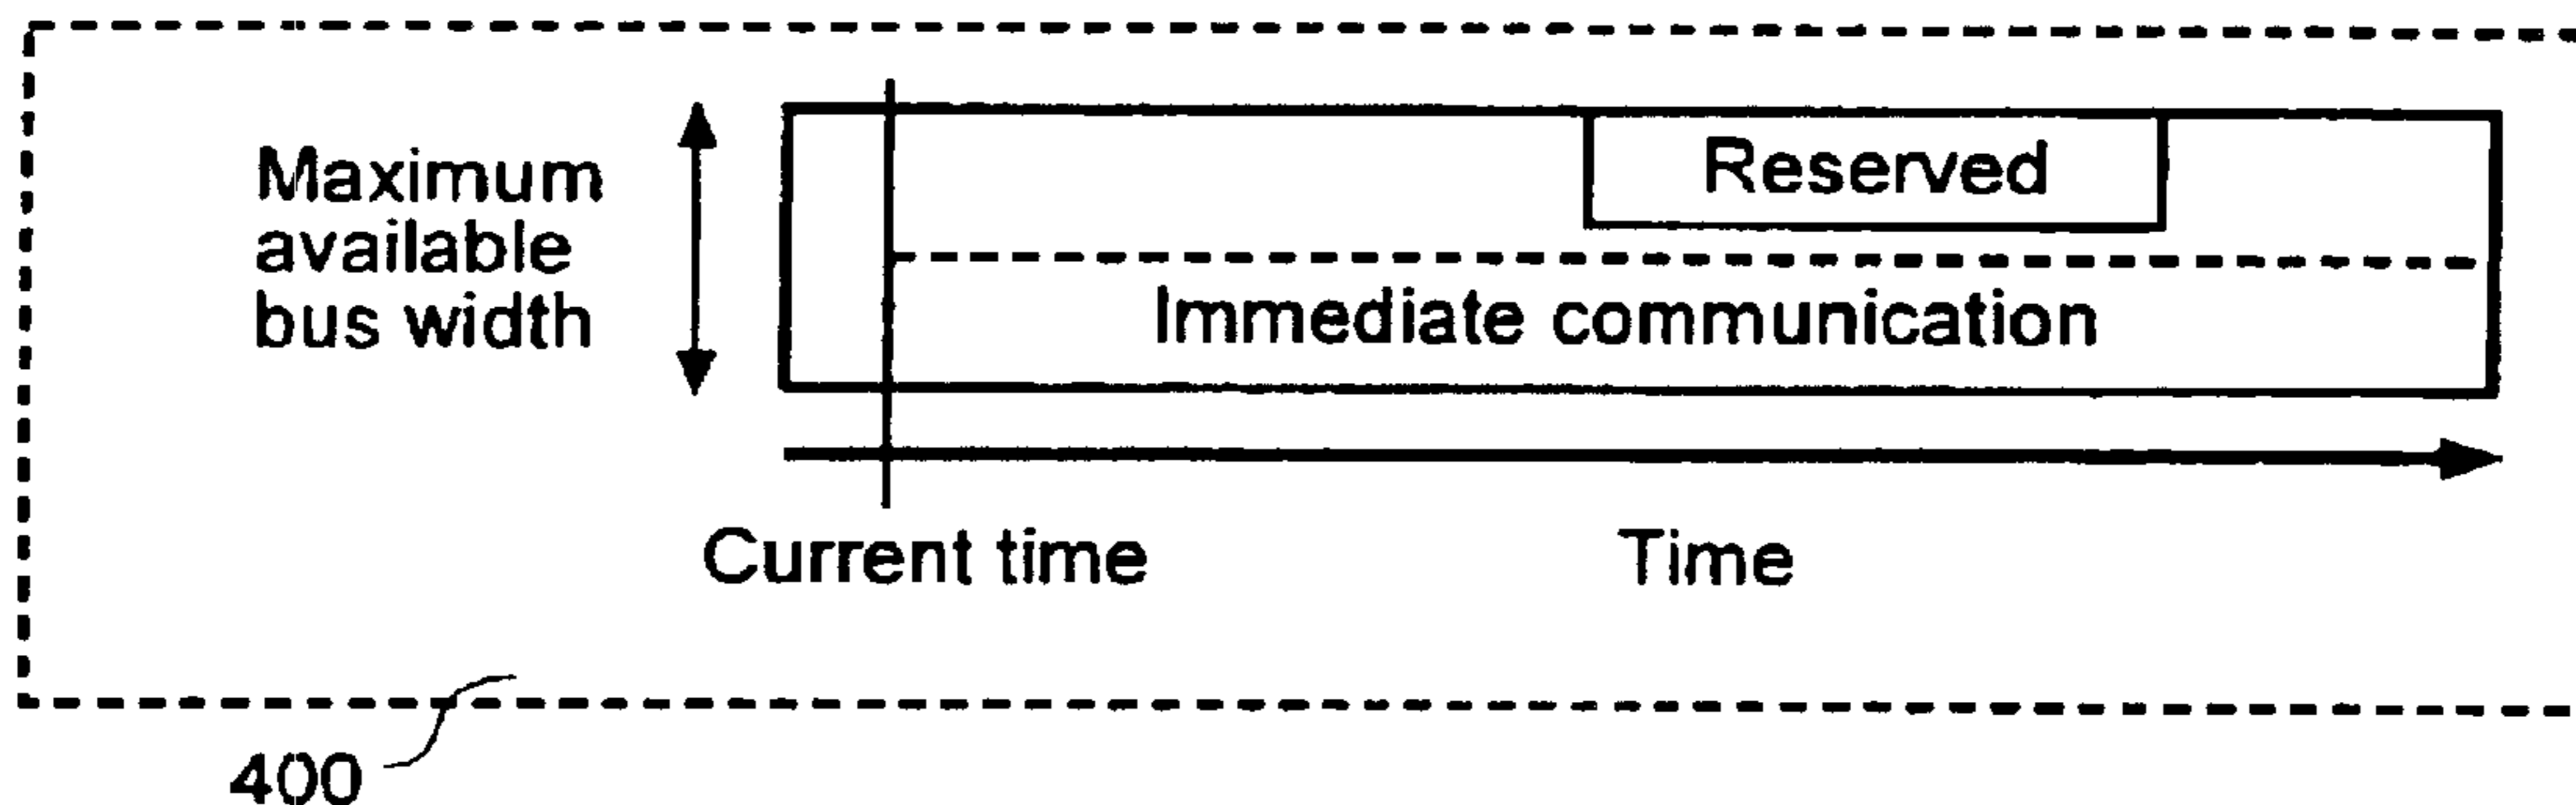 Maximum
available
bus width
Reserved
Immediate communication
Current time
Time
400